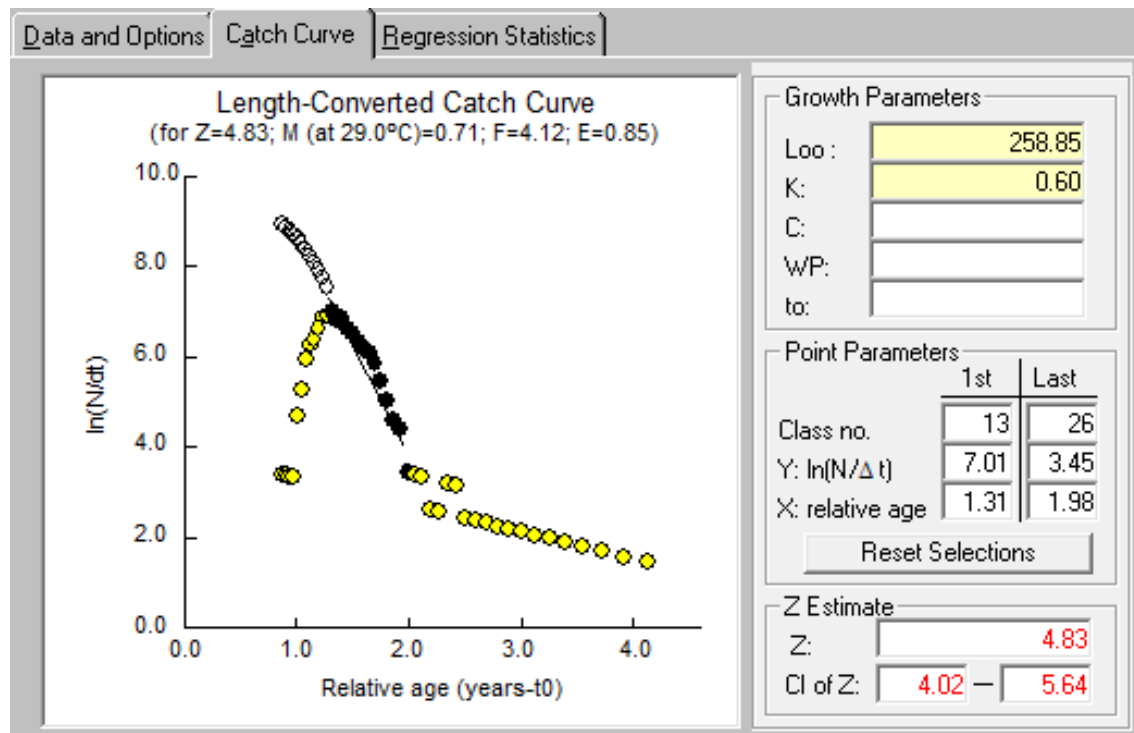 Data and Options Catch Curve Regression Statistics
Length-Converted Catch Curve
(for Z=4.83; M (at 29.0ºC)=0.71; F=4.12; E=0.85)
10.0
8.0
6.0
4.0
2.0
0.0
ln(N/dt)
0.0 1.0 2.0 3.0 4.0
Relative age (years-t0)
Growth Parameters
Loo : 258.85
K: 0.60
C:
WP:
to:
Point Parameters
1st Last
Class no. 13 26
Y: ln(N/Δ t) 7.01 3.45
X: relative age 1.31 1.98
Reset Selections
Z Estimate
Z: 4.83
CI of Z: 4.02 — 5.64